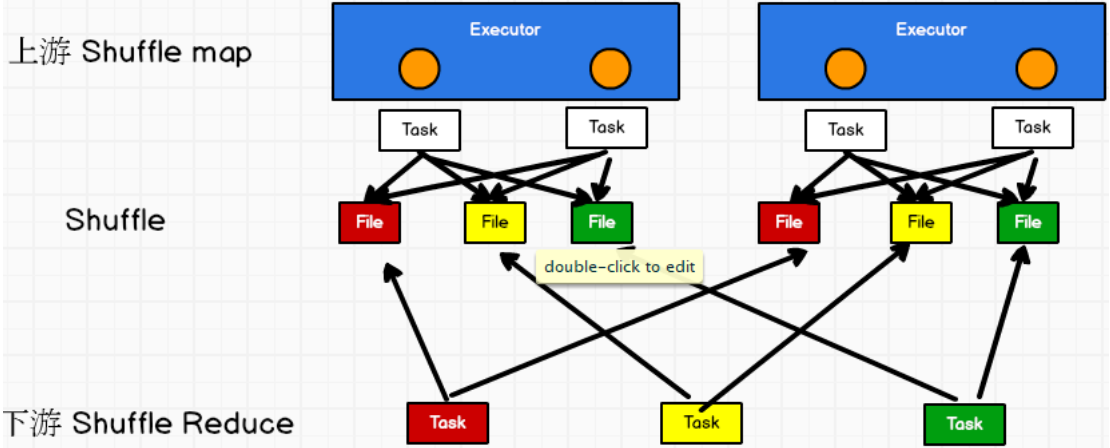 Executor
Executor
上游 Shuffle map
Task
Task
Task
Task
Shuffle
File
File
File
File
File
File
double-click to edit
下游 Shuffle Reduce
Task
Task
Task